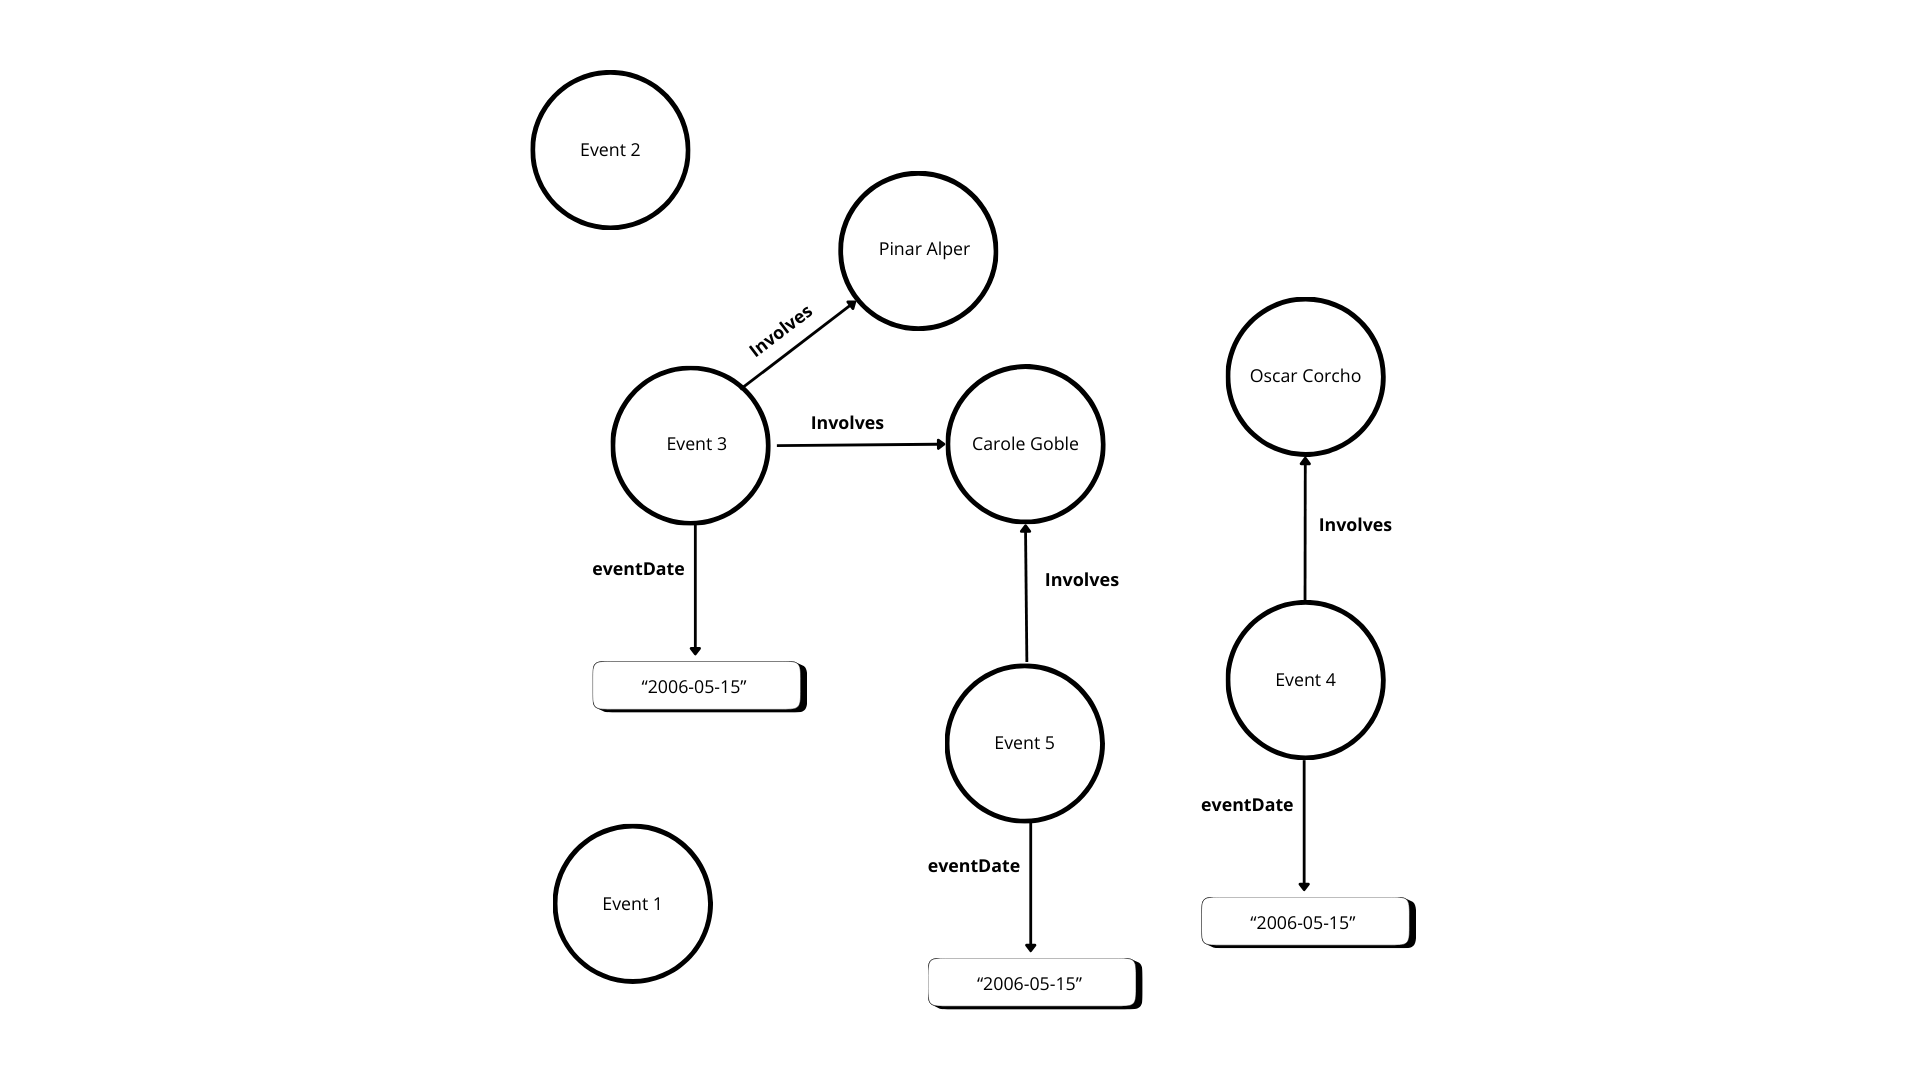 Event 2
Pinar Alper
Involves
Oscar Corcho
Involves
Event 3
Carole Goble
Involves
eventDate
Involves
“2006-05-15”
Event 4
Event 5
eventDate
eventDate
Event 1
“2006-05-15”
“2006-05-15”